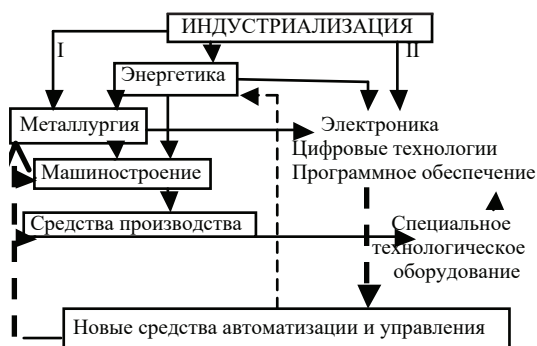 ИНДУСТРИАЛИЗАЦИЯ
I
II
Энергетика
Металлургия
Электроника
Цифровые технологии
Программное обеспечение
Машиностроение
Средства производства
Специальное
технологическое
оборудование
Новые средства автоматизации и управления